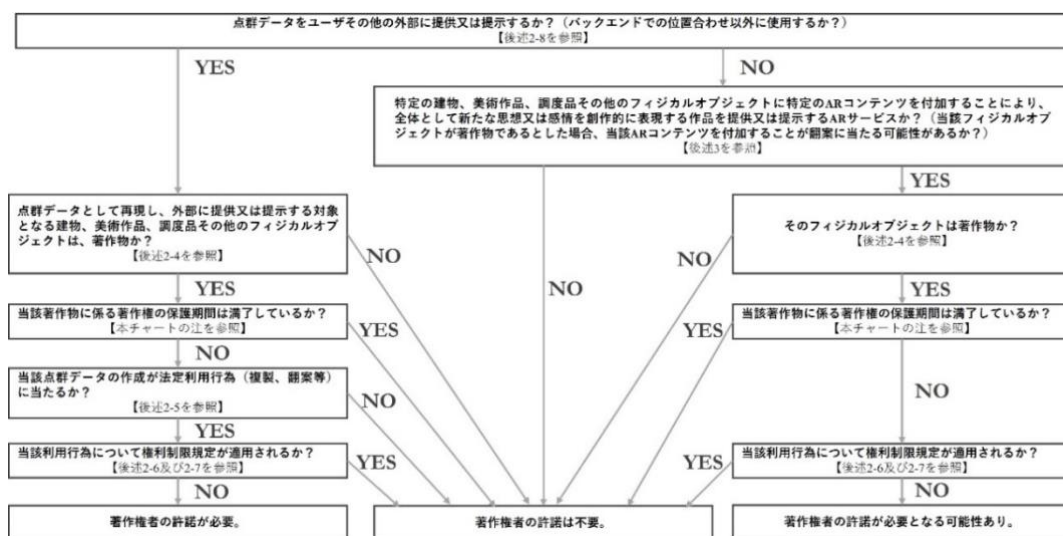 点群データをユーザその他の外部に提供又は提示するか？（バックエンドでの位置合わせ以外に使用するか？）
【後述2-8を参照】
YES
NO
特定の建物、美術作品、調度品その他のフィジカルオブジェクトに特定のARコンテンツを付加することにより、
全体として新たな思想又は感情を創作的に表現する作品を提供又は提示するARサービスか？（当該フィジカルオブ
ジェクトが著作物であるとした場合、当該ARコンテンツを付加することが翻案に当たる可能性があるか？）
【後述3を参照】
YES
点群データとして再現し、外部に提供又は提示する対象
となる建物、美術作品、調度品その他のフィジカルオブ
ジェクトは、著作物か？
【後述2-4を参照】
NO
NO
NO
そのフィジカルオブジェクトは著作物か？
【後述2-4を参照】
YES
YES
当該著作物に係る著作権の保護期間は満了しているか？
【本チャートの注を参照】
YES
YES
当該著作物に係る著作権の保護期間は満了しているか？
【本チャートの注を参照】
NO
当該点群データの作成が法定利用行為（複製、翻案等）
に当たるか？
【後述2-5を参照】
NO
NO
YES
当該利用行為について権利制限規定が適用されるか？
【後述2-6及び2-7を参照】
YES
YES
当該利用行為について権利制限規定が適用されるか？
【後述2-6及び2-7を参照】
NO
NO
著作権者の許諾が必要。
著作権者の許諾は不要。
著作権者の許諾が必要となる可能性あり。